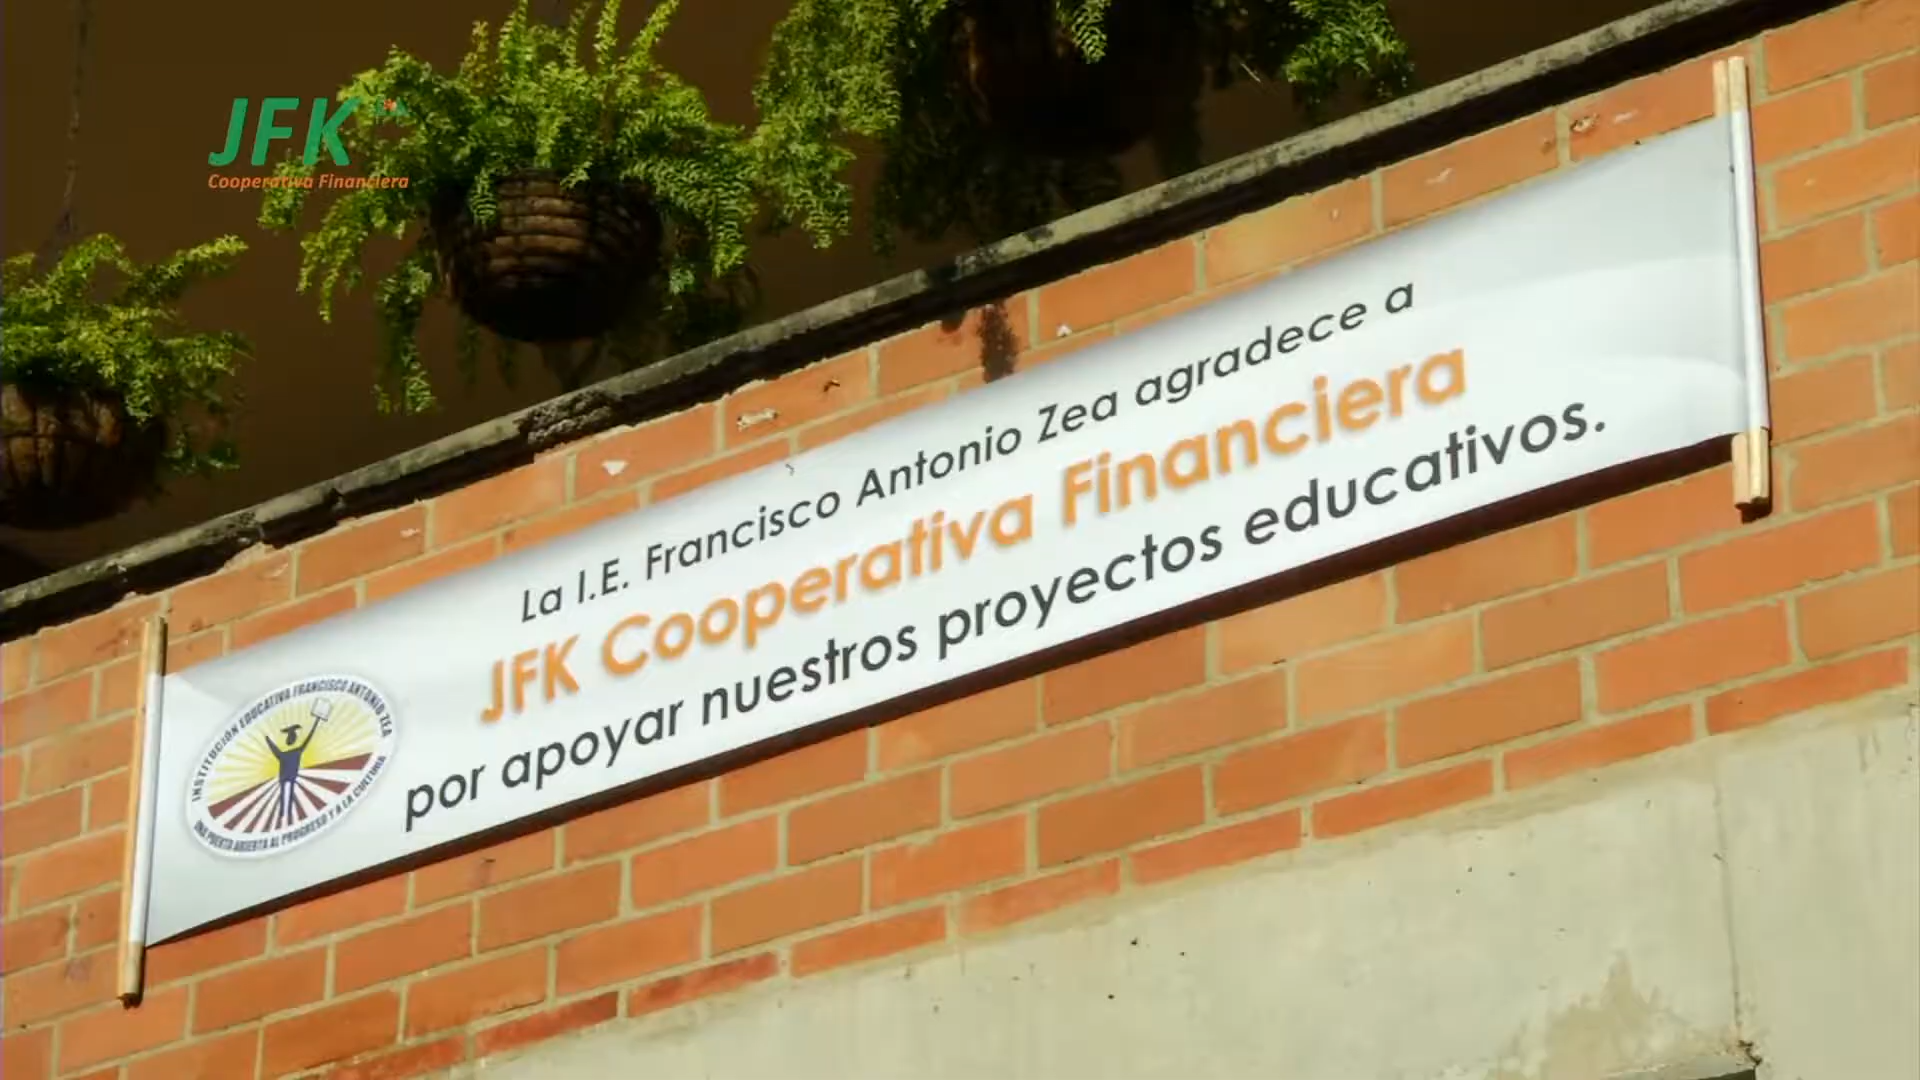 JFK
Cooperativa Financiera
La I.E. Francisco Antonio Zea agradece a
JFK Cooperativa Financiera
por apoyar nuestros proyectos educativos.
INSTITUCIÓN EDUCATIVA FRANCISCO ANTONIO ZEA
UNA PUERTA ABIERTA AL PROGRESO Y A LA CULTURA